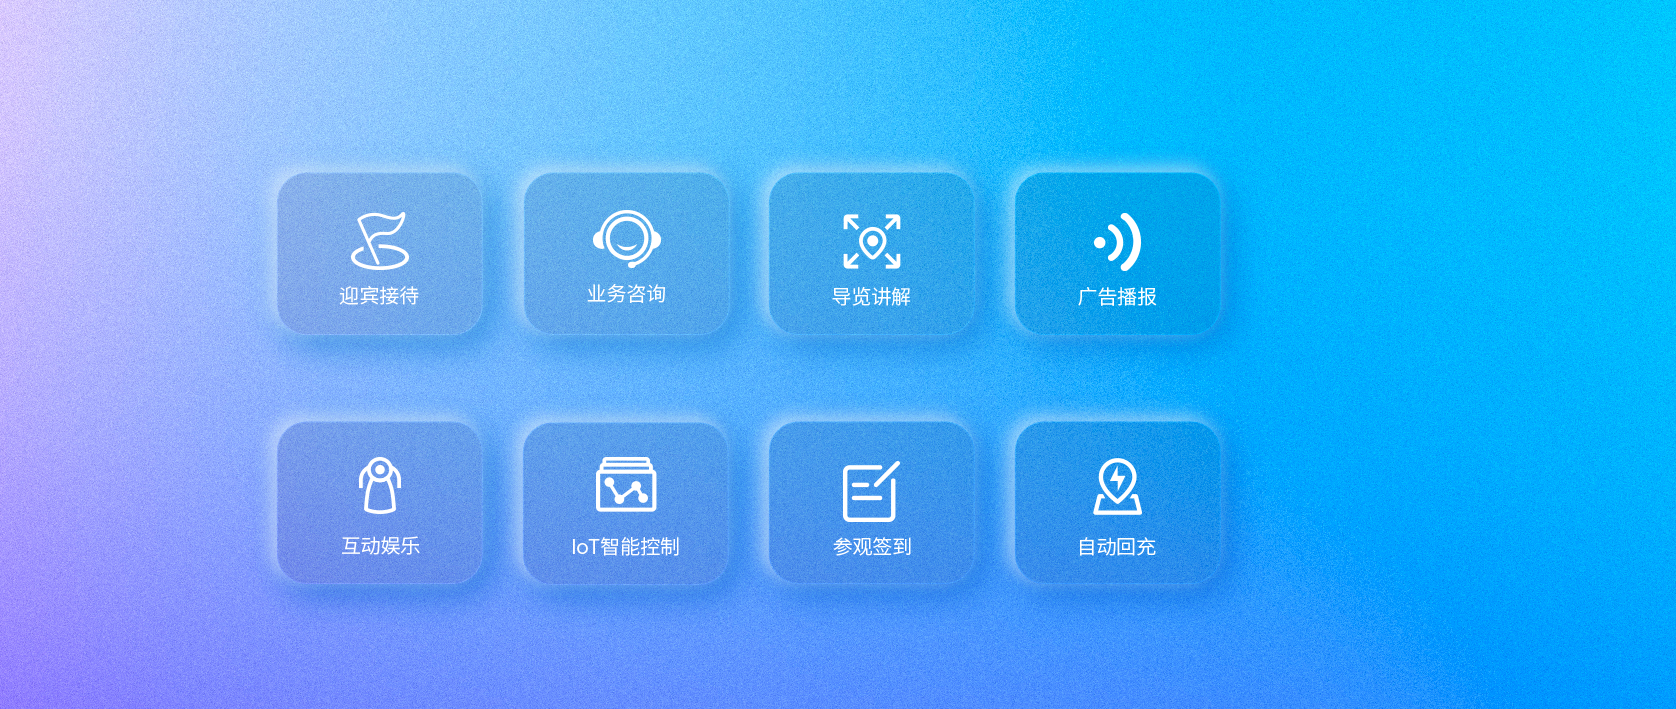 迎宾接待
业务咨询
导览讲解
广告播报
互动娱乐
IoT智能控制
参观签到
自动回充